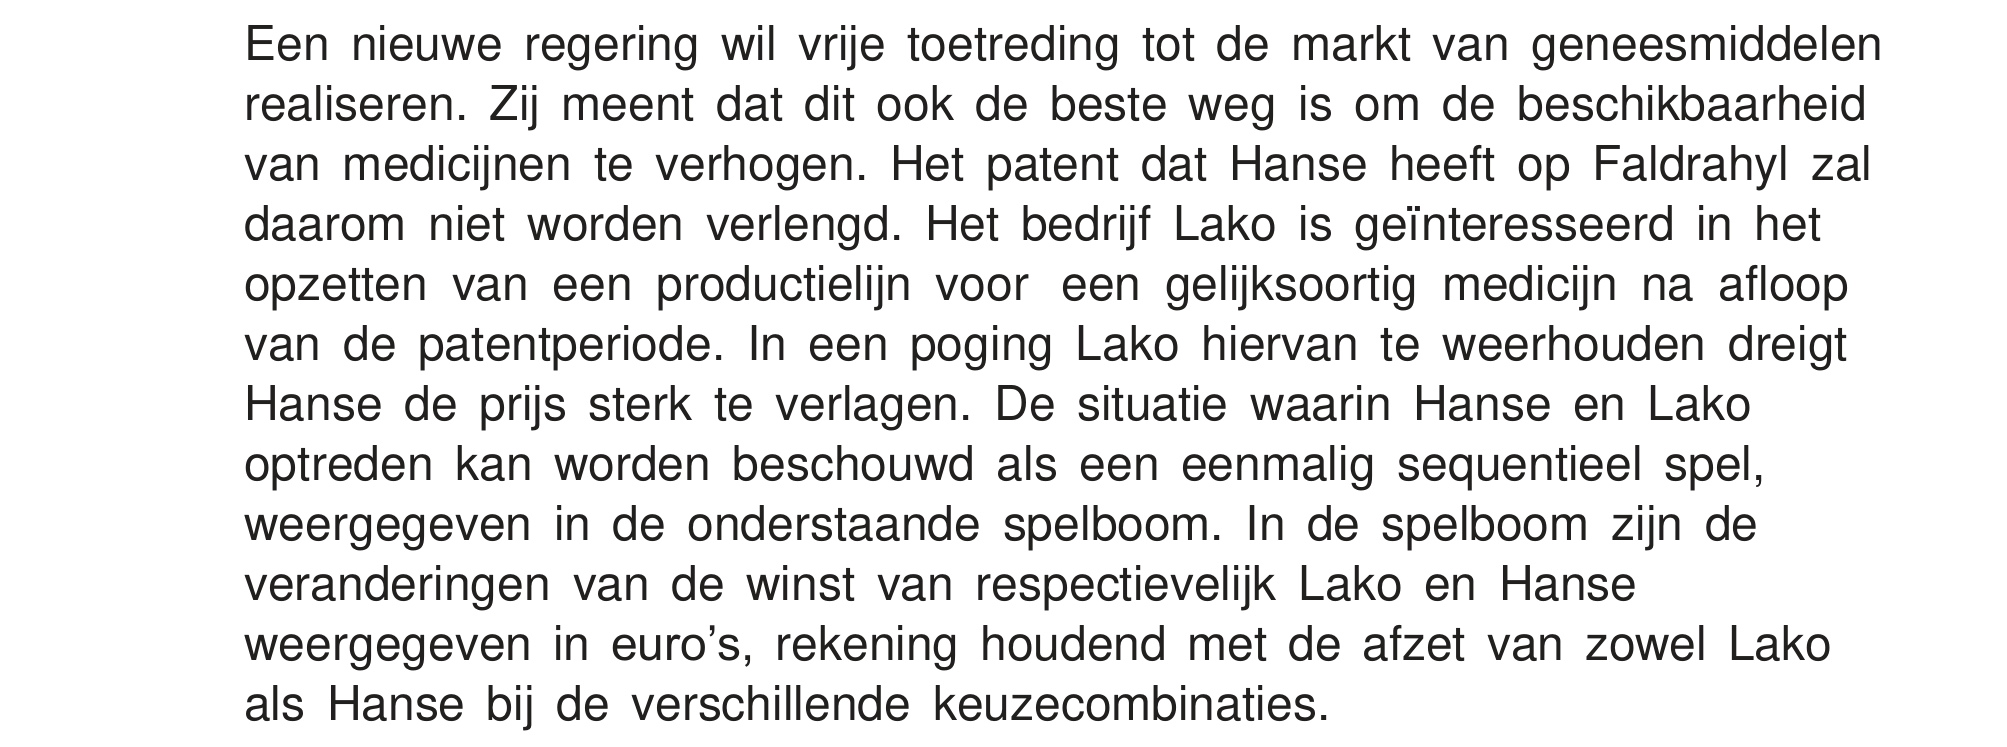 Een nieuwe regering wil vrije toetreding tot de markt van geneesmiddelen
realiseren. Zij meent dat dit ook de beste weg is om de beschikbaarheid
van medicijnen te verhogen. Het patent dat Hanse heeft op Faldrahyl zal
daarom niet worden verlengd. Het bedrijf Lako is geïnteresseerd in het
opzetten van een productielijn voor een gelijksoortig medicijn na afloop
van de patentperiode. In een poging Lako hiervan te weerhouden dreigt
Hanse de prijs sterk te verlagen. De situatie waarin Hanse en Lako
optreden kan worden beschouwd als een eenmalig sequentieel spel,
weergegeven in de onderstaande spelboom. In de spelboom zijn de
veranderingen van de winst van respectievelijk Lako en Hanse
weergegeven in euro’s, rekening houdend met de afzet van zowel Lako
als Hanse bij de verschillende keuzecombinaties.